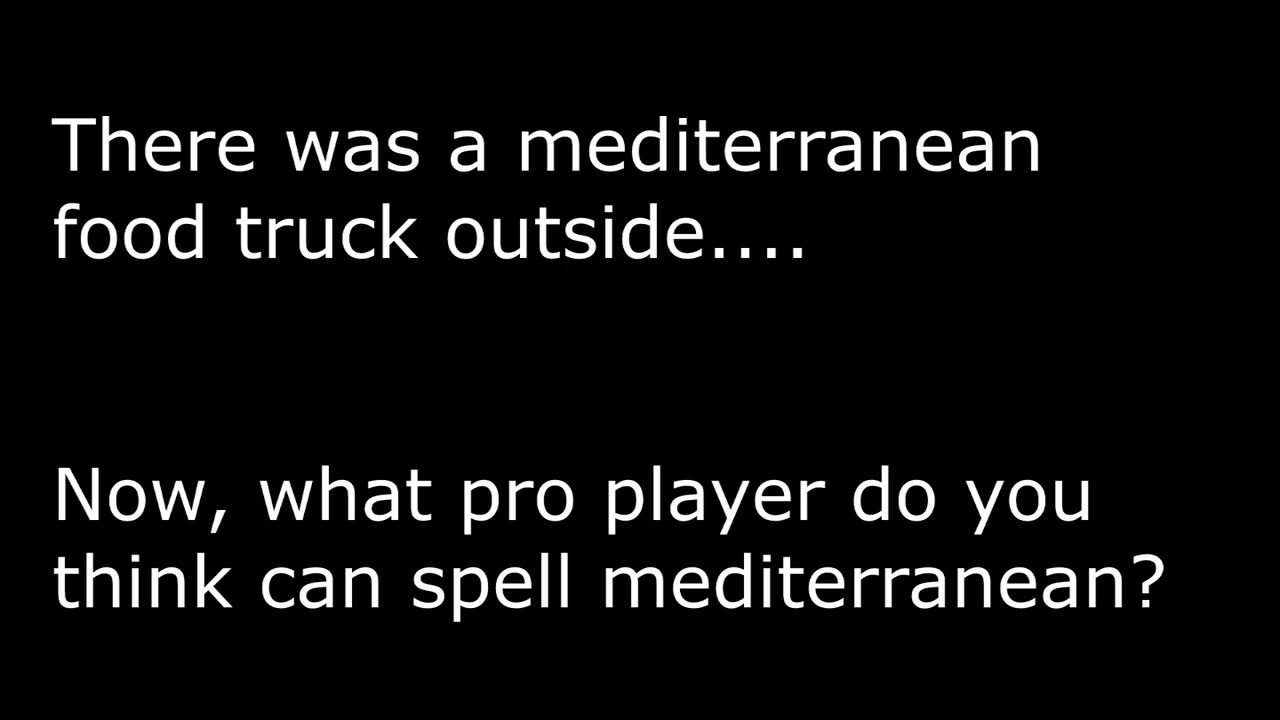 There was a mediterranean
food truck outside....
Now, what pro player do you
think can spell mediterranean?